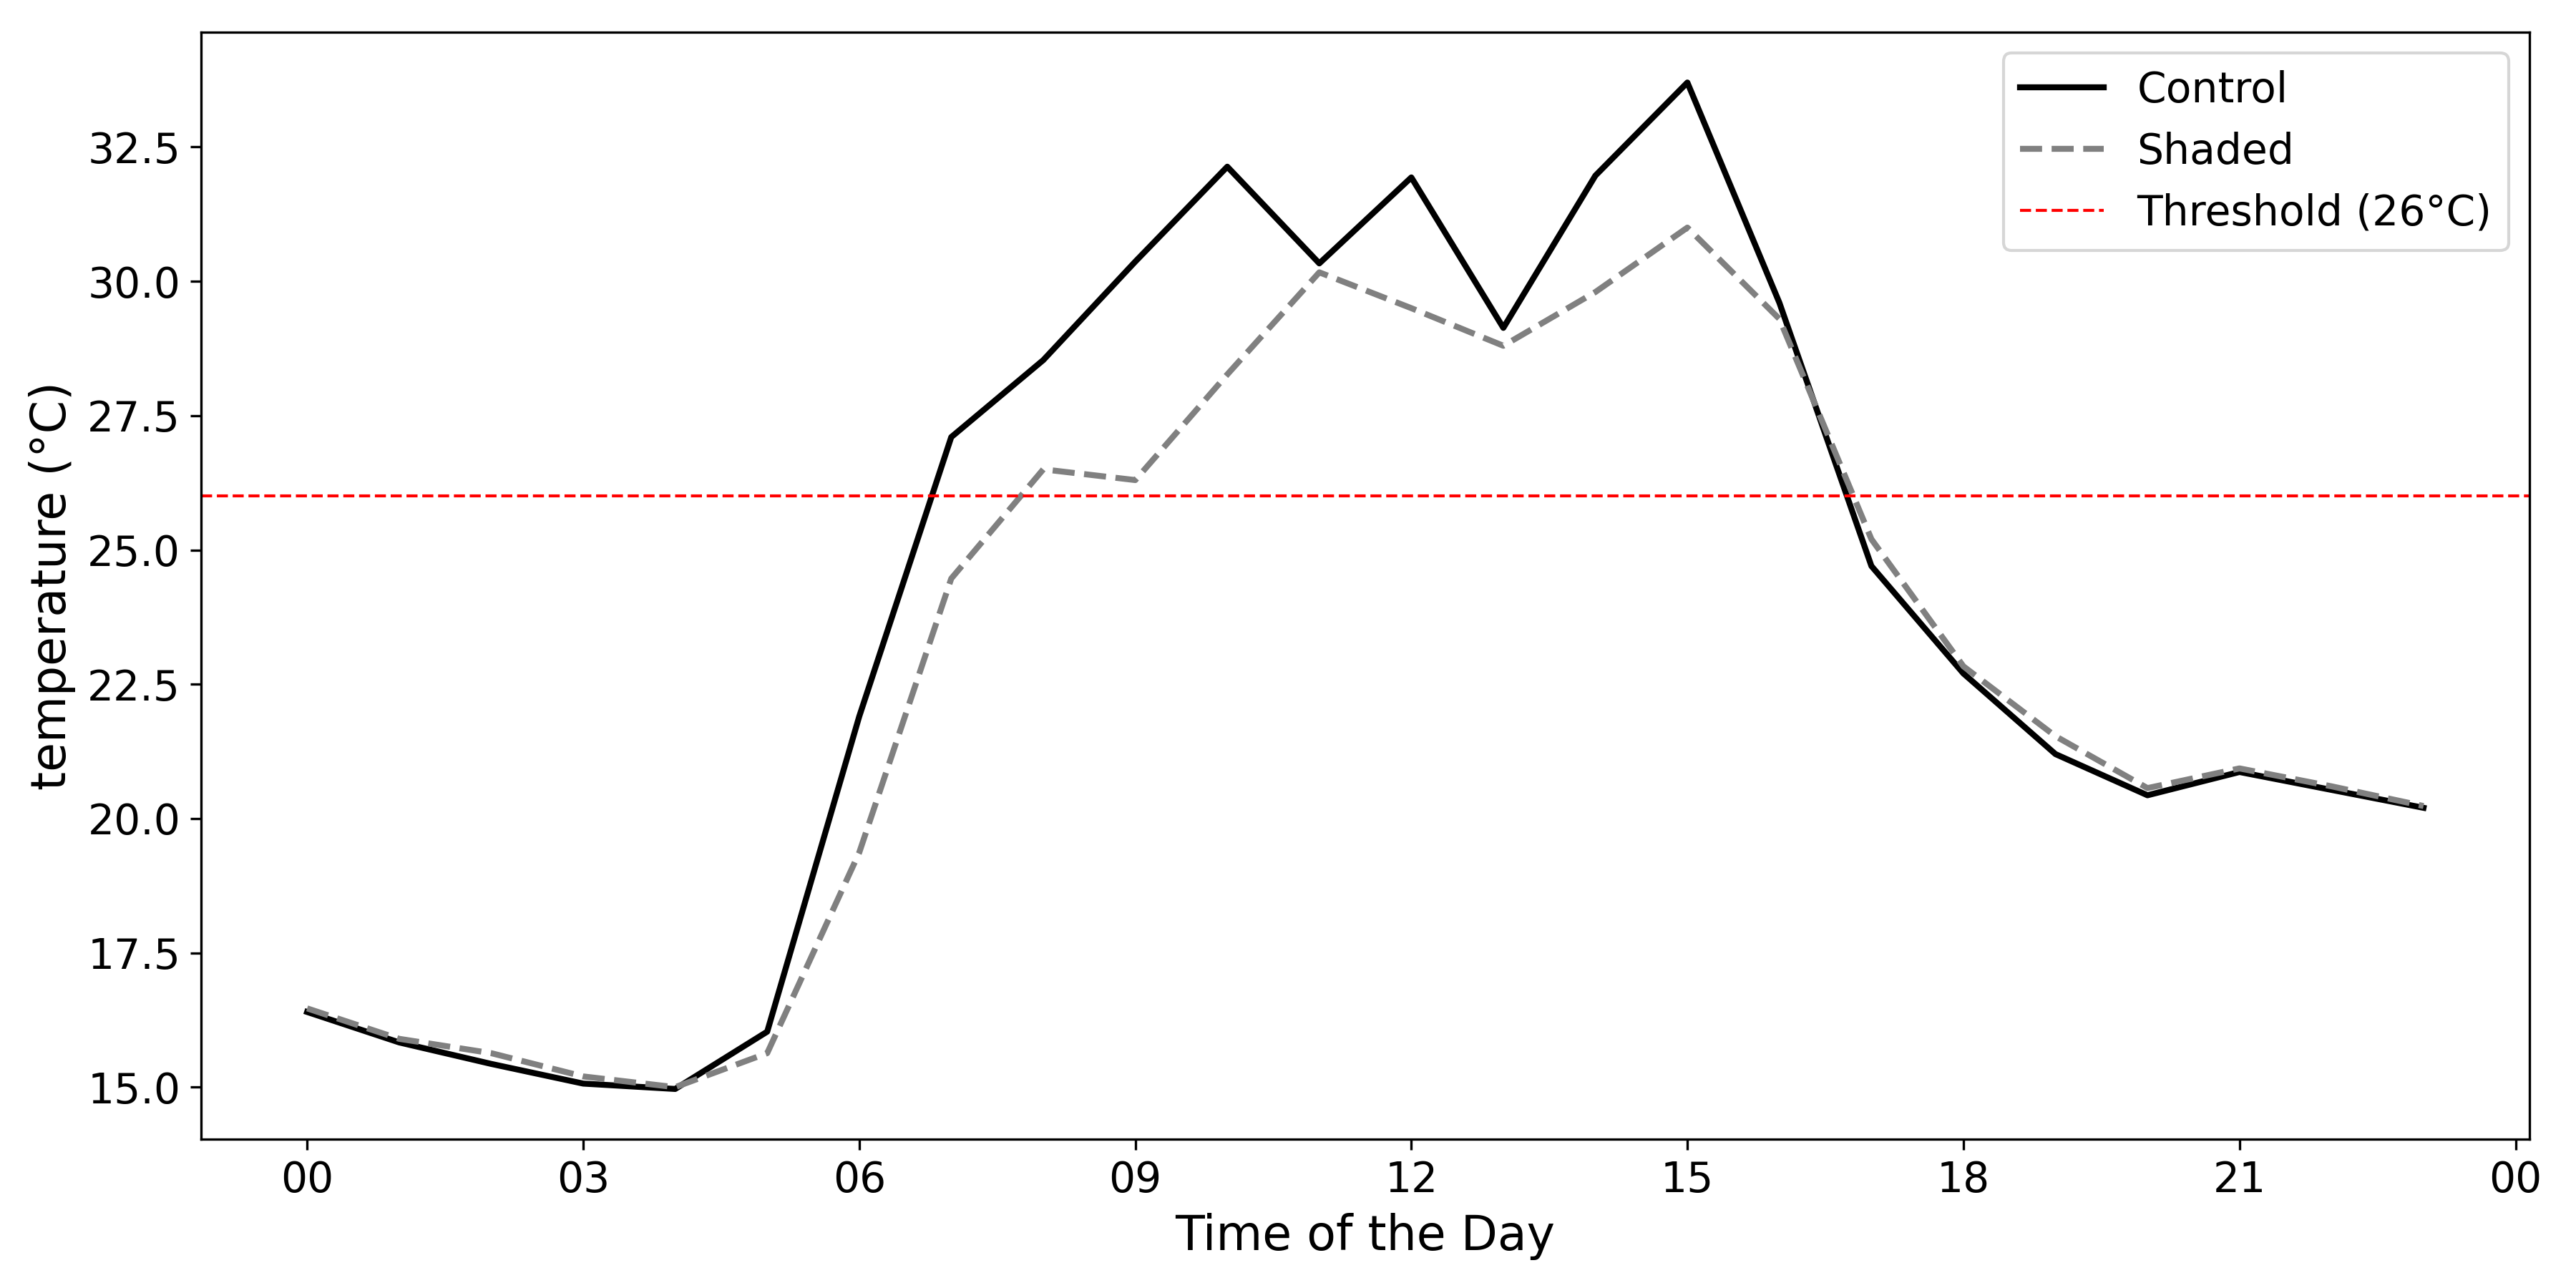 Control
Shaded
Threshold (26°C)
temperature (°C)
32.5
30.0
27.5
25.0
22.5
20.0
17.5
15.0
00 03 06 09 12 15 18 21 00
Time of the Day